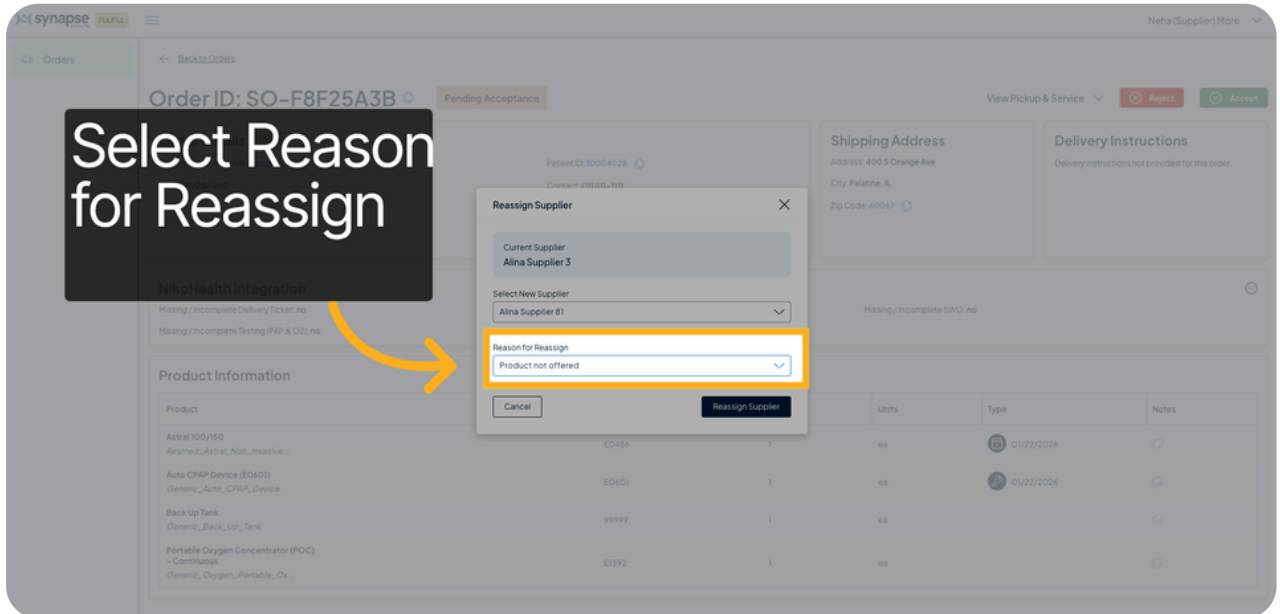 synapse FULFILL
HEALTH
Neha (Supplier) More
Orders
Back to Orders
Order ID: SO-F8F25A3B
Pending Acceptance
View Pickup & Service
Reject
Accept
Select Reason
for Reassign
Patient ID: 10004028
Shipping Address
Address: 400 S Orange Ave
City: Palatine, IL
Zip Code: 60067
Delivery Instructions
Delivery instructions not provided for this order.
Reassign Supplier
Current Supplier
Alina Supplier 3
Select New Supplier
Alina Supplier 81
Reason for Reassign
Product not offered
Cancel
Reassign Supplier
NikoHealth Integration
Missing / Incomplete Delivery Ticket: no
Missing / Incomplete SWO: no
Missing / Incomplete Testing (PAP & O2): no
Product Information
Product
Units
Type
Notes
Astral 100/150
Resmed_Astral_Non_Invasive...
E0466
1
ea
01/22/2026
Auto CPAP Device (E0601)
Generic_Auto_CPAP_Device
E0601
1
ea
01/22/2026
Back Up Tank
Generic_Back_Up_Tank
99999
1
ea
Portable Oxygen Concentrator (POC)
- Continuous
Generic_Oxygen_Portable_Ox...
E1392
1
ea